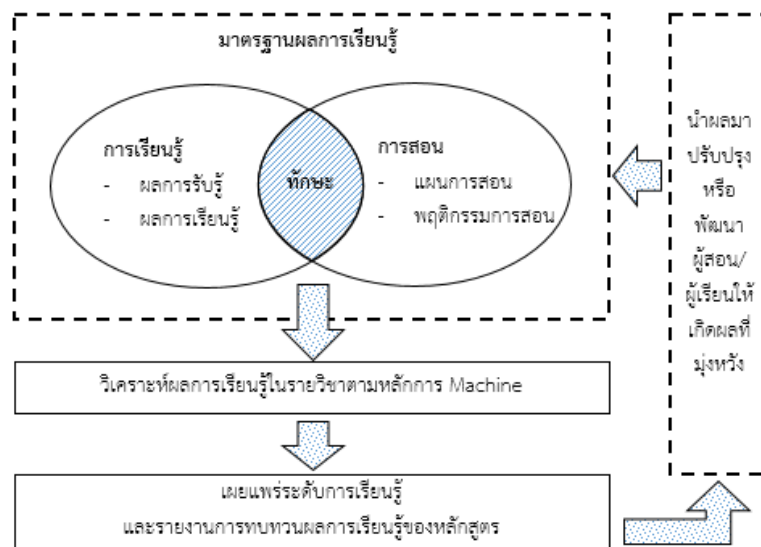 มาตรฐานผลการเรียนรู้
การเรียนรู้
- ผลการรับรู้
- ผลการเรียนรู้
ทักษะ
การสอน
- แผนการสอน
- พฤติกรรมการสอน
วิเคราะห์ผลการเรียนรู้ในรายวิชาตามหลักการ Machine
เผยแพร่ระดับการเรียนรู้
และรายงานการทบทวนผลการเรียนรู้ของหลักสูตร
นำผลมา
ปรับปรุง
หรือ
พัฒนา
ผู้สอน/
ผู้เรียนให้
เกิดผลที่
มุ่งหวัง